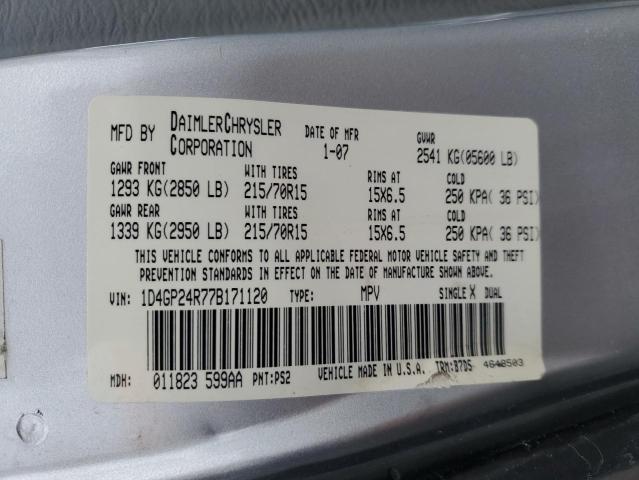 MFD BY DAIMLERCHRYSLER CORPORATION DATE OF MFR 1-07 GVWR 2541 KG(05600 LB)
GAWR FRONT WITH TIRES RIMS AT COLD
1293 KG(2850 LB) 215/70R15 15X6.5 250 KPA( 36 PSI)
GAWR REAR WITH TIRES RIMS AT COLD
1339 KG(2950 LB) 215/70R15 15X6.5 250 KPA( 36 PSI)
THIS VEHICLE CONFORMS TO ALL APPLICABLE FEDERAL MOTOR VEHICLE SAFETY AND THEFT
PREVENTION STANDARDS IN EFFECT ON THE DATE OF MANUFACTURE SHOWN ABOVE.
VIN: 1D4GP24R77B171120 TYPE: MPV SINGLE X DUAL
MDH: 011823 599AA PNT:PS2 VEHICLE MADE IN U.S.A. TRM:B7D5 4648503